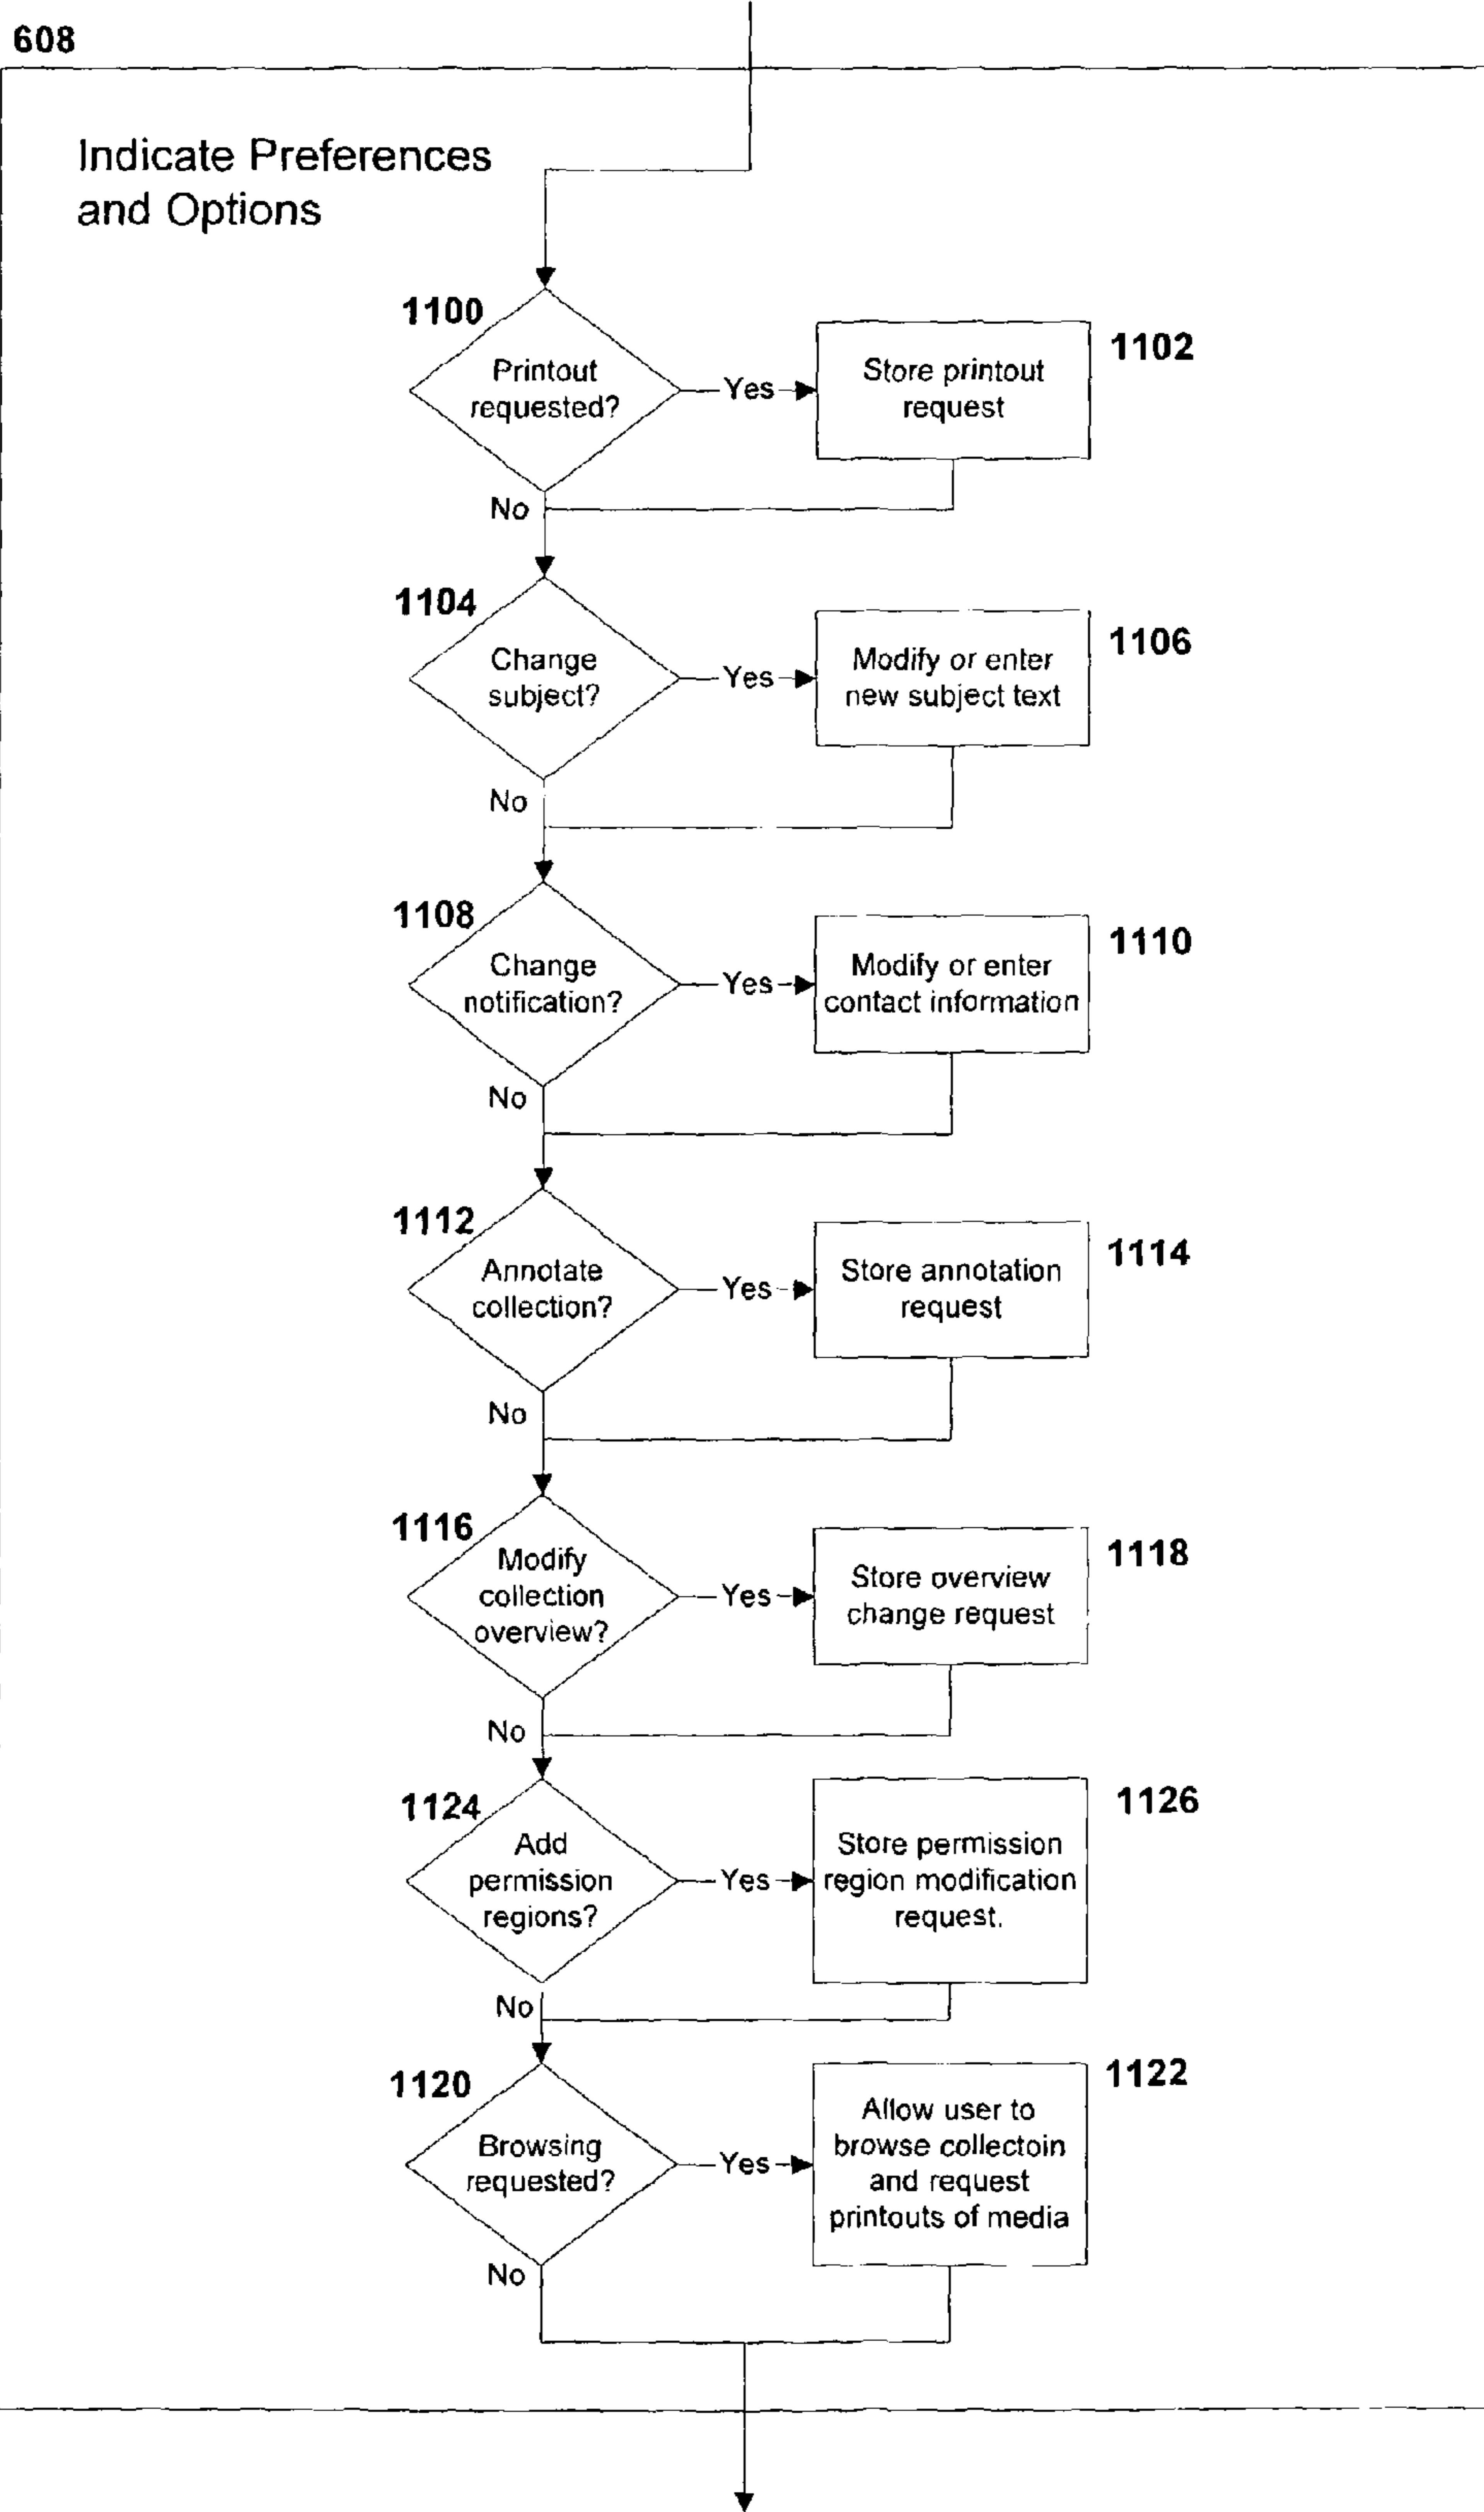 608
Indicate Preferences
and Options
1100
Printout
requested?
Yes
Store printout
request
1102
No
1104
Change
subject?
Yes
Modify or enter
new subject text
1106
No
1108
Change
notification?
Yes
Modify or enter
contact information
1110
No
1112
Annotate
collection?
Yes
Store annotation
request
1114
No
1116
Modify
collection
overview?
Yes
Store overview
change request
1118
No
1124
Add
permission
regions?
Yes
Store permission
region modification
request.
1126
No
1120
Browsing
requested?
Yes
Allow user to
browse collectoin
and request
printouts of media
1122
No